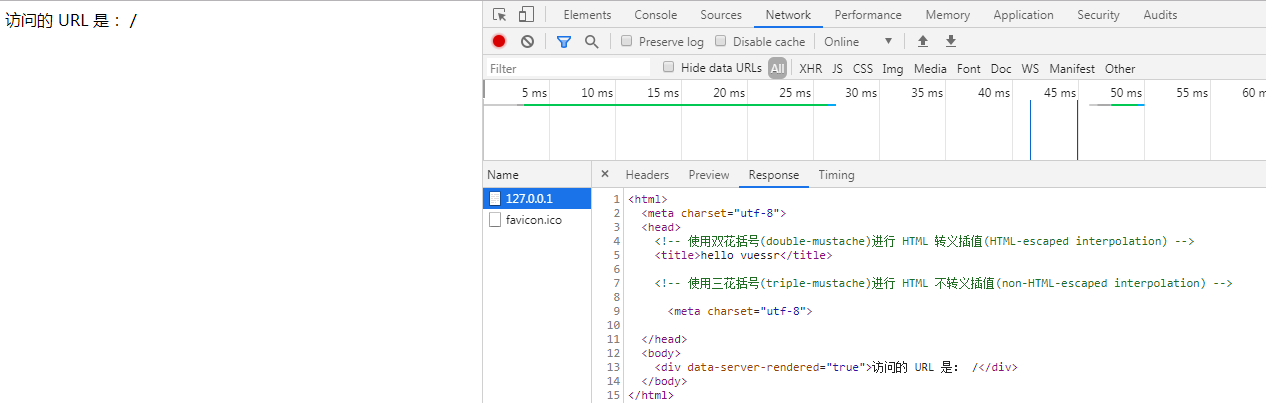 访问的 URL 是： /
Elements Console Sources Network Performance Memory Application Security Audits
Preserve log Disable cache Online
Filter Hide data URLs All XHR JS CSS Img Media Font Doc WS Manifest Other
5 ms 10 ms 15 ms 20 ms 25 ms 30 ms 35 ms 40 ms 45 ms 50 ms 55 ms 60 m
Name × Headers Preview Response Timing
127.0.0.1
favicon.ico
1 <html>
2 <meta charset="utf-8">
3 <head>
4 <!-- 使用双花括号(double-mustache)进行 HTML 转义插值(HTML-escaped interpolation) -->
5 <title>hello vuessr</title>
6
7 <!-- 使用三花括号(triple-mustache)进行 HTML 不转义插值(non-HTML-escaped interpolation) -->
8
9 <meta charset="utf-8">
10
11 </head>
12 <body>
13 <div data-server-rendered="true">访问的 URL 是： /</div>
14 </body>
15 </html>